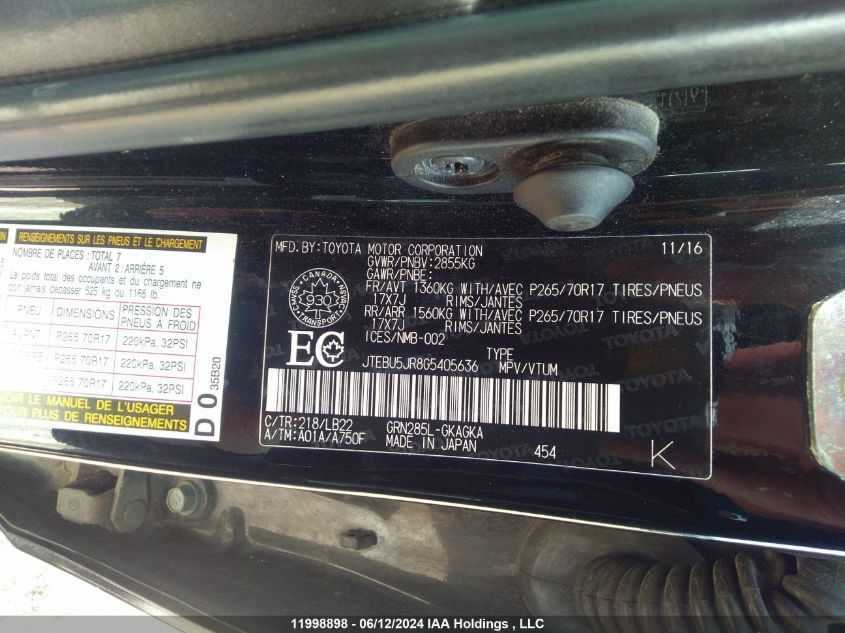 RENSEIGNEMENTS SUR LES PNEUS ET LE CHARGEMENT
NOMBRE DE PLACES : TOTAL 7
AVANT 2 : ARRIÈRE 5
Le poids total des occupants et du chargement ne
doit jamais dépasser 525 kg ou 1165 lb.
PNEU DIMENSIONS PRESSION DES PNEUS A FROID
AVANT P265 70R17 220kPa, 32PSI
P265 70R17 220kPa, 32PSI
P265 70R17 220kPa, 32PSI
LE MANUEL DE L'USAGER
POUR PLUS DE RENSEIGNEMENTS
D 0 35B20
MFD.BY:TOYOTA MOTOR CORPORATION 11/16
GVWR/PNBV:2855KG
GAWR/PNBE:
FR/AVT 1360KG WITH/AVEC P265/70R17 TIRES/PNEUS
17X7J RIMS/JANTES
RR/ARR 1560KG WITH/AVEC P265/70R17 TIRES/PNEUS
17X7J RIMS/JANTES
ICES/NMB-002
CANADA
930
TRANSPORT
EC
TYPE
JTEBU5JR8G5405636 MPV/VTUM
C/TR:218/LB22 GRN285L-GKAGKA
A/TM:A01A/A750F MADE IN JAPAN 454
K
11998898 - 06/12/2024 IAA Holdings , LLC